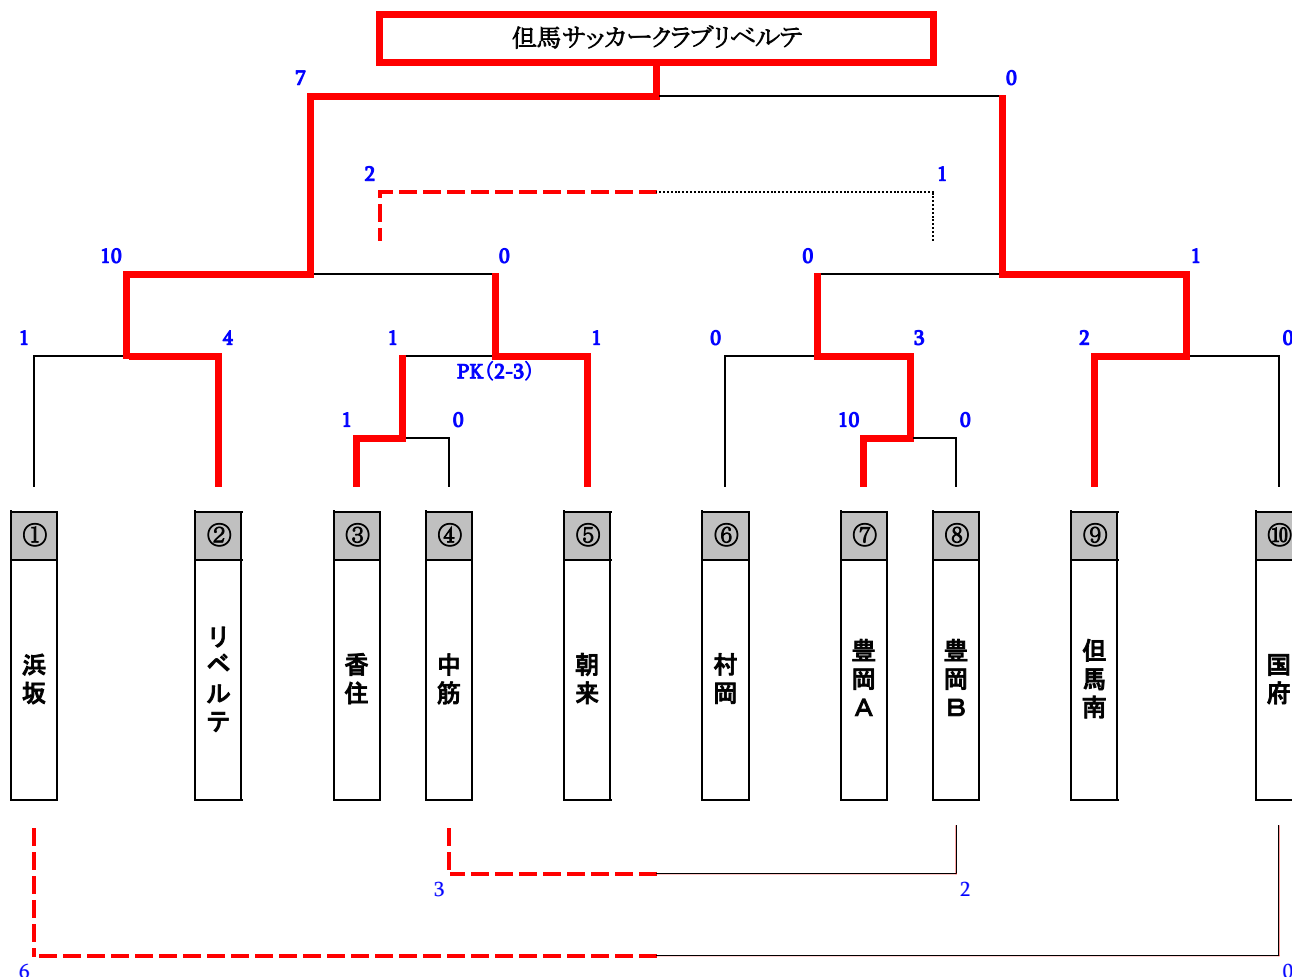 但馬サッカークラブリベルテ
7 0
2 1
10 0 0 1
1 4 1 1 0 3 2 0
PK(2-3)
1 0 10 0
① ② ③ ④ ⑤ ⑥ ⑦ ⑧ ⑨ ⑩
浜坂
リベルテ
香住
中筋
朝来
村岡
豊岡A
豊岡B
但馬南
国府
3 2
6 0